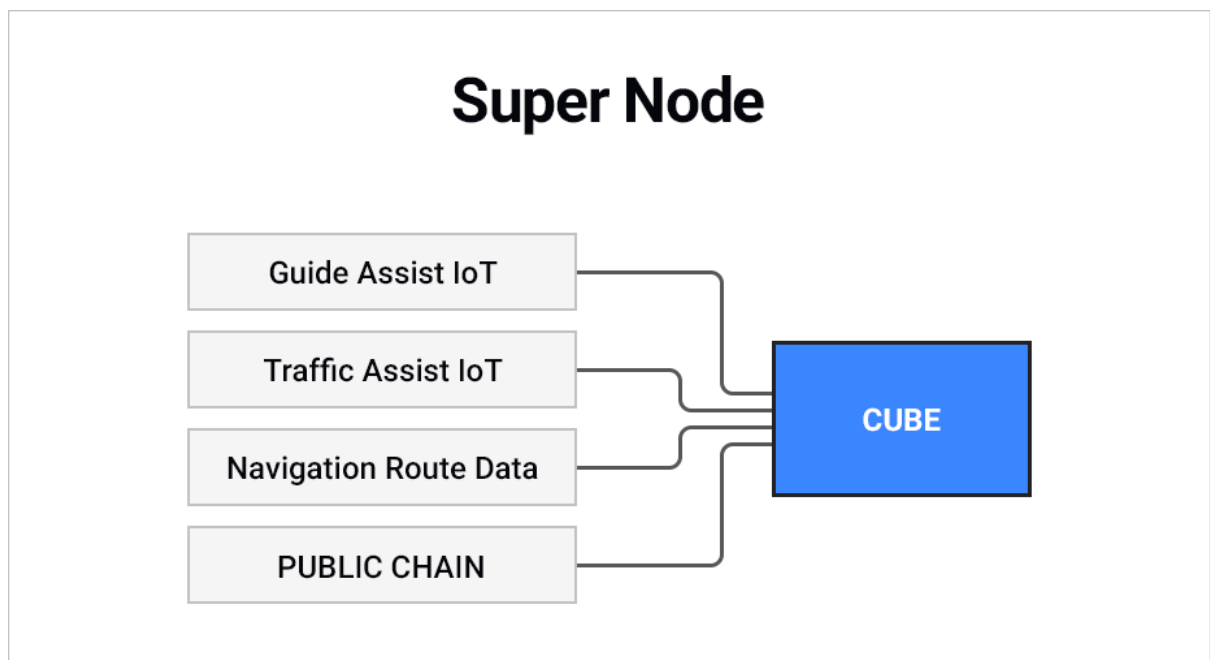 Super Node
Guide Assist IoT
Traffic Assist IoT
Navigation Route Data
PUBLIC CHAIN
CUBE